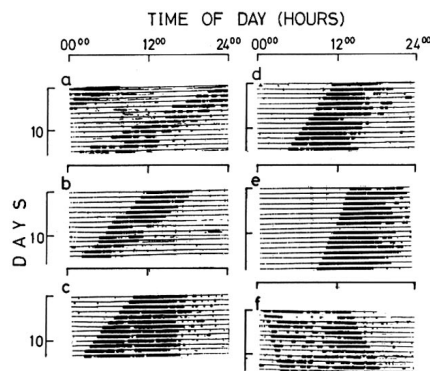 TIME OF DAY (HOURS)
00⁰⁰ 12⁰⁰ 24⁰⁰ 00⁰⁰ 12⁰⁰ 24⁰⁰
a d
10
b e
10
c f
10
DAYS